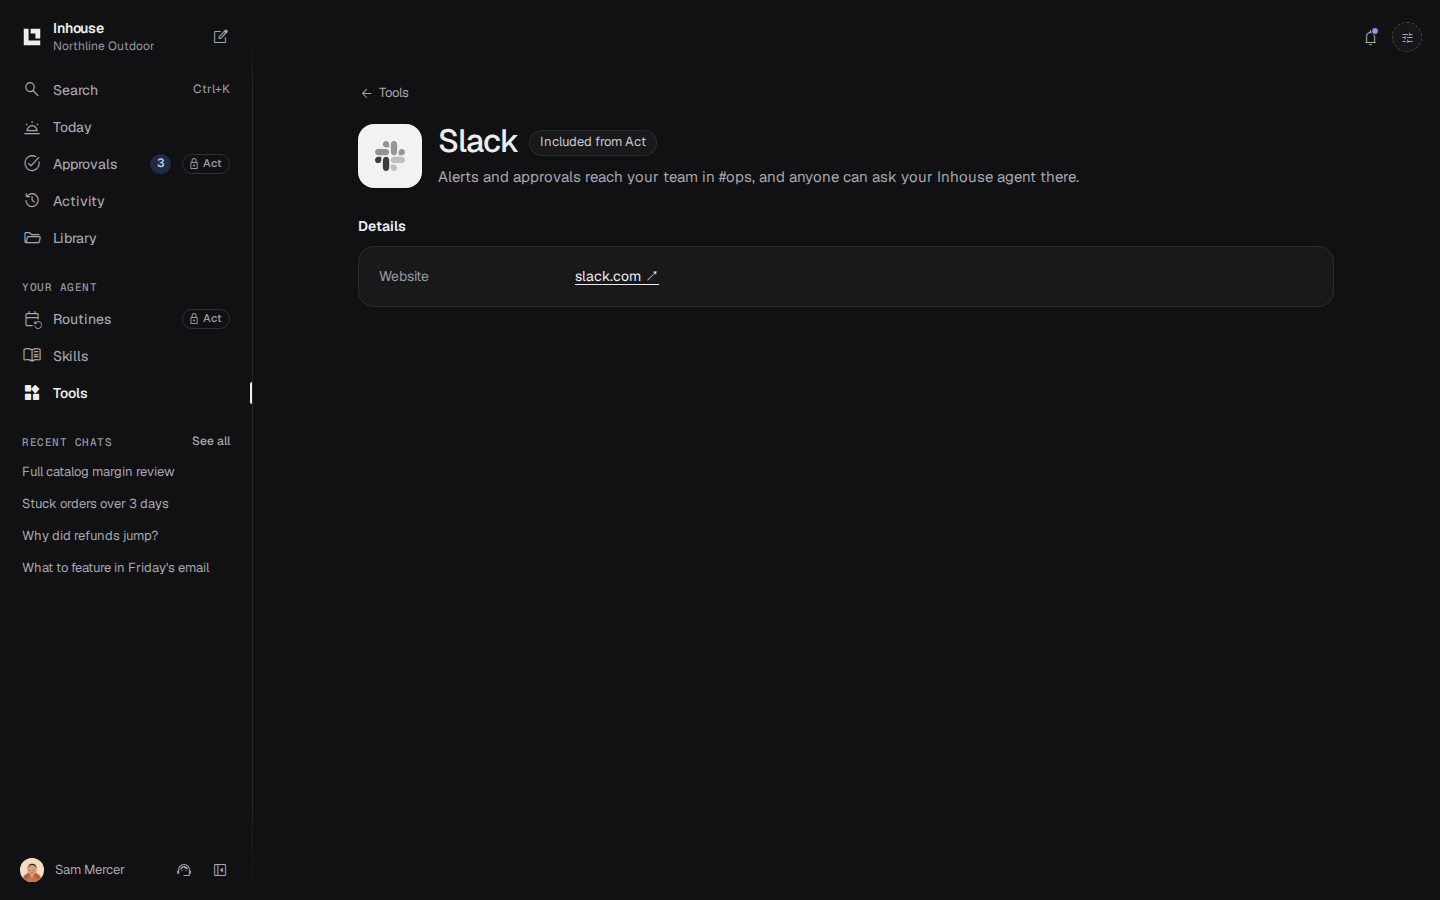 Inhouse
Northline Outdoor
Search Ctrl+K
Today
Approvals 3 Act
Activity
Library
YOUR AGENT
Routines Act
Skills
Tools
RECENT CHATS See all
Full catalog margin review
Stuck orders over 3 days
Why did refunds jump?
What to feature in Friday's email
Sam Mercer
Tools
Slack Included from Act
Alerts and approvals reach your team in #ops, and anyone can ask your Inhouse agent there.
Details
Website slack.com